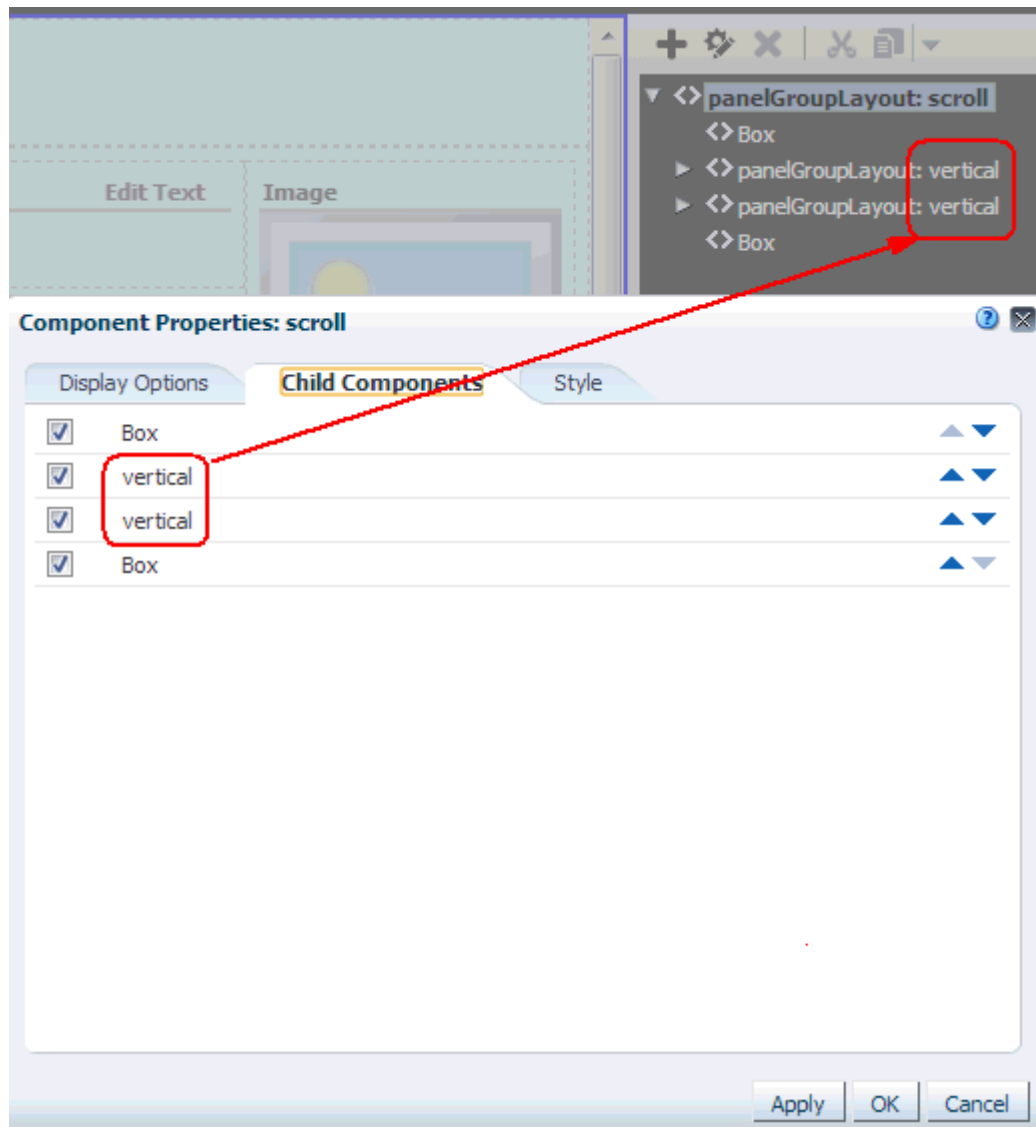 panelGroupLayout: scroll
Box
panelGroupLayout: vertical
panelGroupLayout: vertical
Box
Edit Text Image
Component Properties: scroll
Display Options Child Components Style
Box
vertical
vertical
Box
Apply OK Cancel